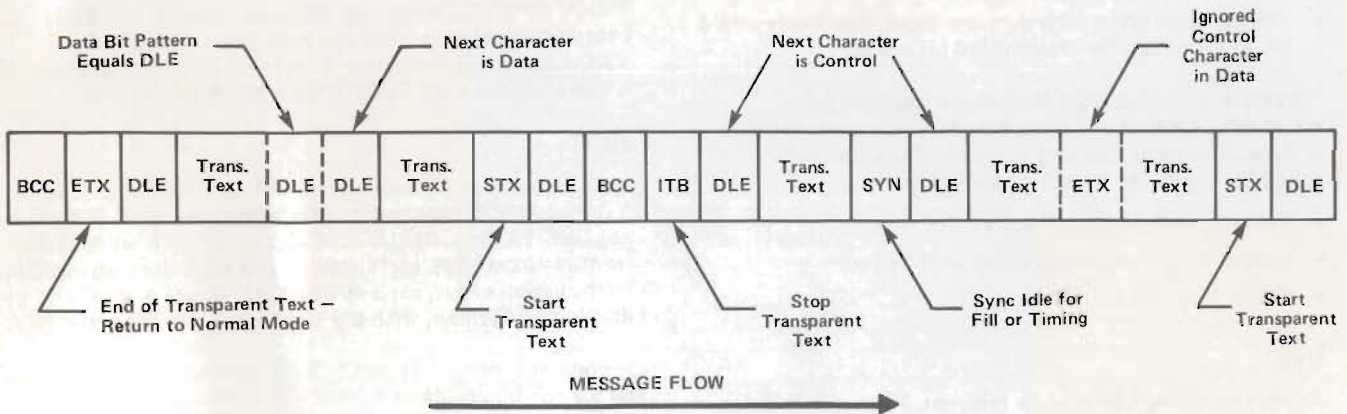 Data Bit Pattern
Equals DLE
Next Character
is Data
Next Character
is Control
Ignored
Control
Character
in Data
BCC ETX DLE Trans. Text DLE DLE Trans. Text STX DLE BCC ITB DLE Trans. Text SYN DLE Trans. Text ETX Trans. Text STX DLE
End of Transparent Text —
Return to Normal Mode
Start
Transparent
Text
Stop
Transparent
Text
Sync Idle for
Fill or Timing
Start
Transparent
Text
MESSAGE FLOW